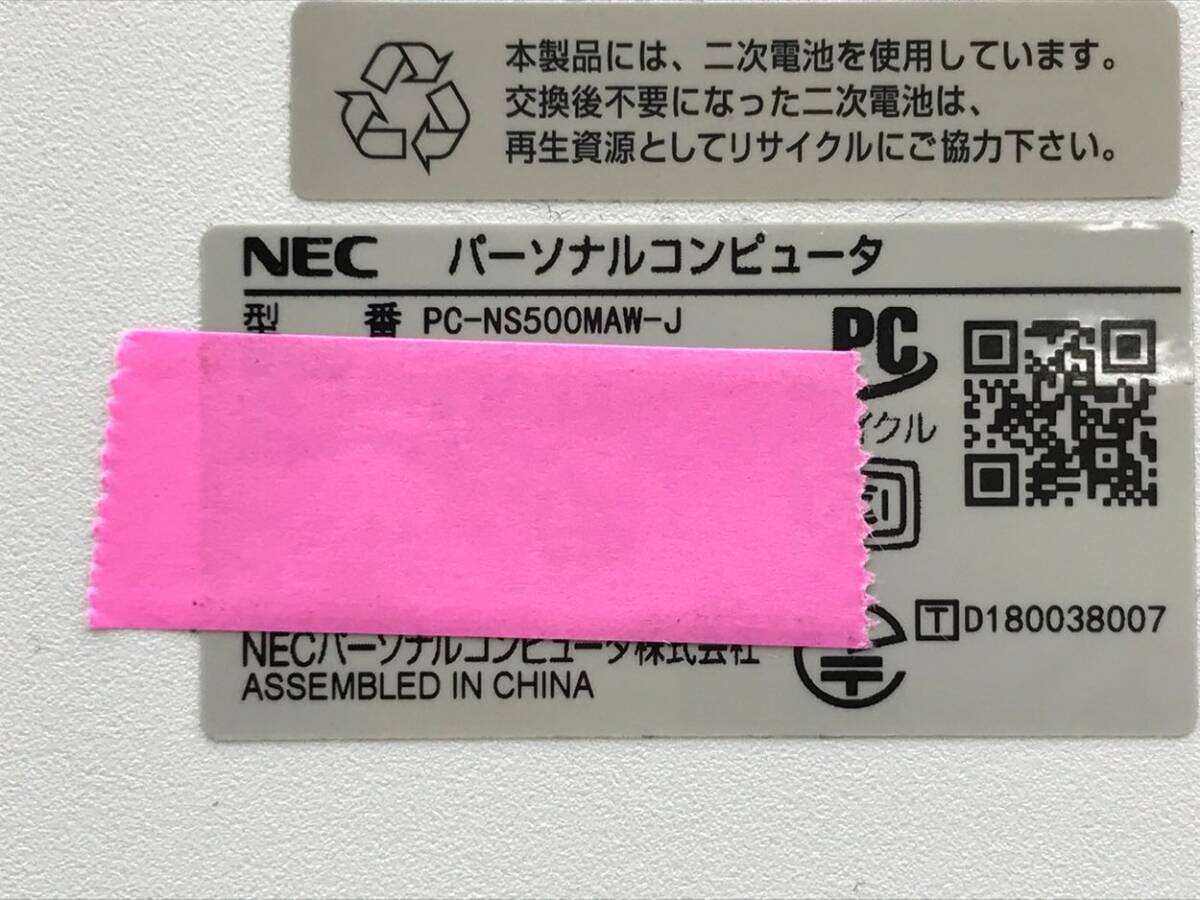 本製品には、二次電池を使用しています。
交換後不要になった二次電池は、
再生資源としてリサイクルにご協力下さい。
NEC パーソナルコンピュータ
型 番 PC-NS500MAW-J
PC
イクル
T D180038007
NECパーソナルコンピュータ株式会社
ASSEMBLED IN CHINA